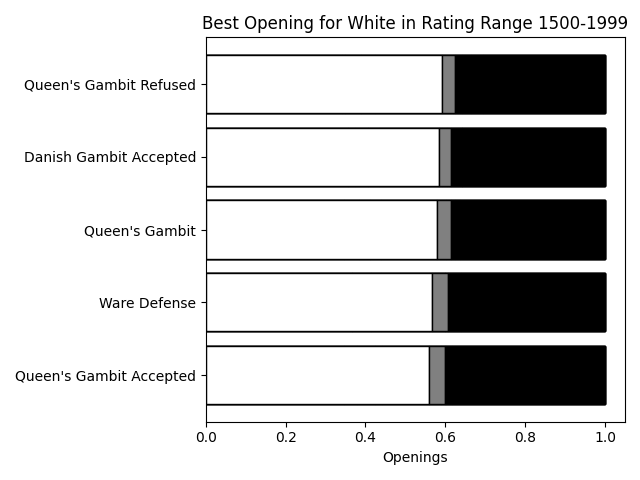 Best Opening for White in Rating Range 1500-1999
Queen's Gambit Refused
Danish Gambit Accepted
Queen's Gambit
Ware Defense
Queen's Gambit Accepted
0.0 0.2 0.4 0.6 0.8 1.0
Openings